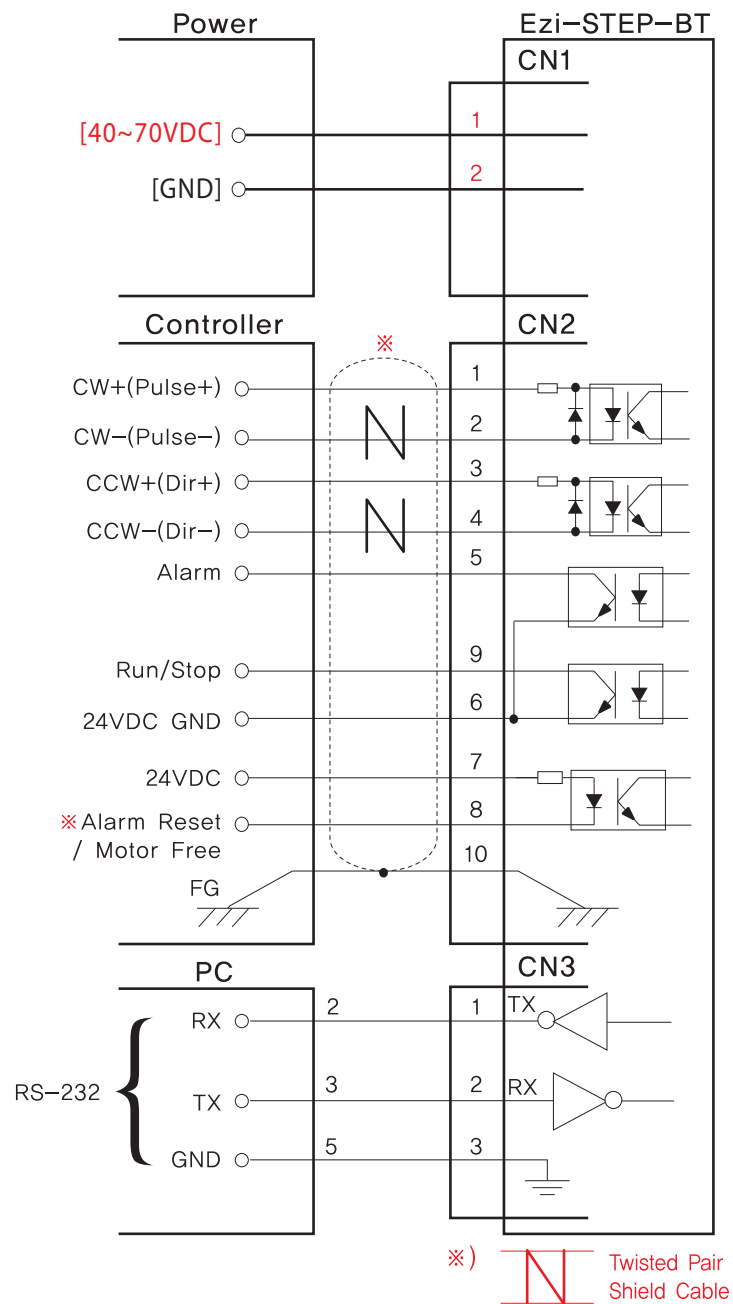 Power
Ezi-STEP-BT
CN1
[40~70VDC]
1
[GND]
2
Controller
※
CN2
CW+(Pulse+)
1
CW-(Pulse-)
2
CCW+(Dir+)
3
CCW-(Dir-)
4
Alarm
5
Run/Stop
9
24VDC GND
6
24VDC
7
※Alarm Reset
/ Motor Free
8
10
FG
PC
CN3
RS-232
RX
2
1
TX
TX
3
2
RX
GND
5
3
※)
Twisted Pair
Shield Cable